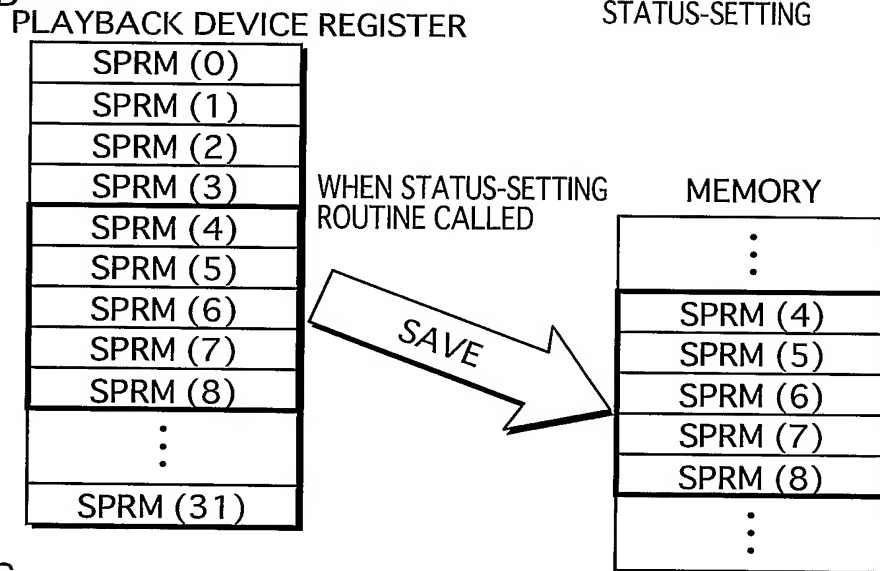 STATUS-SETTING
PLAYBACK DEVICE REGISTER
SPRM (0)
SPRM (1)
SPRM (2)
SPRM (3)
SPRM (4)
SPRM (5)
SPRM (6)
SPRM (7)
SPRM (8)
⋮
SPRM (31)
WHEN STATUS-SETTING
ROUTINE CALLED
SAVE
MEMORY
⋮
SPRM (4)
SPRM (5)
SPRM (6)
SPRM (7)
SPRM (8)
⋮